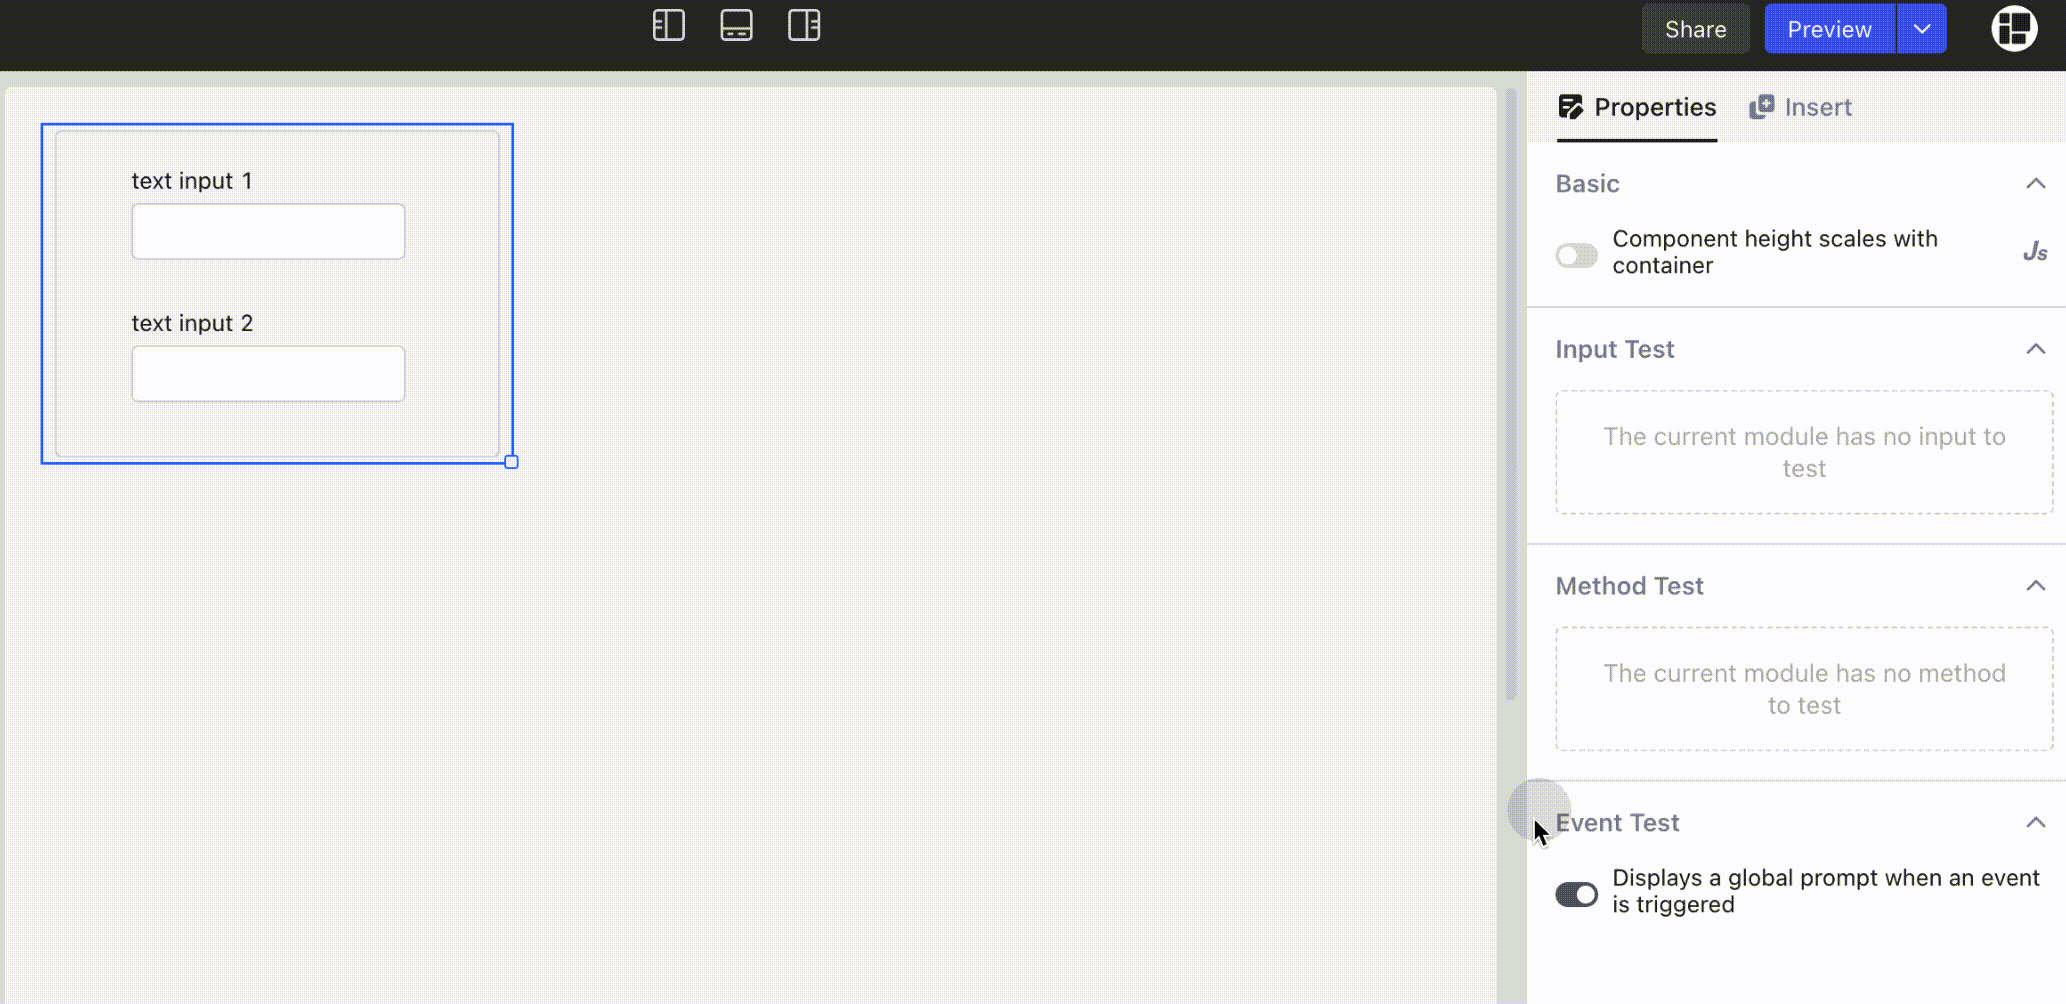 Share
Preview
Properties
Insert
text input 1
text input 2
Basic
Component height scales with
container
Js
Input Test
The current module has no input to
test
Method Test
The current module has no method
to test
Event Test
Displays a global prompt when an event
is triggered